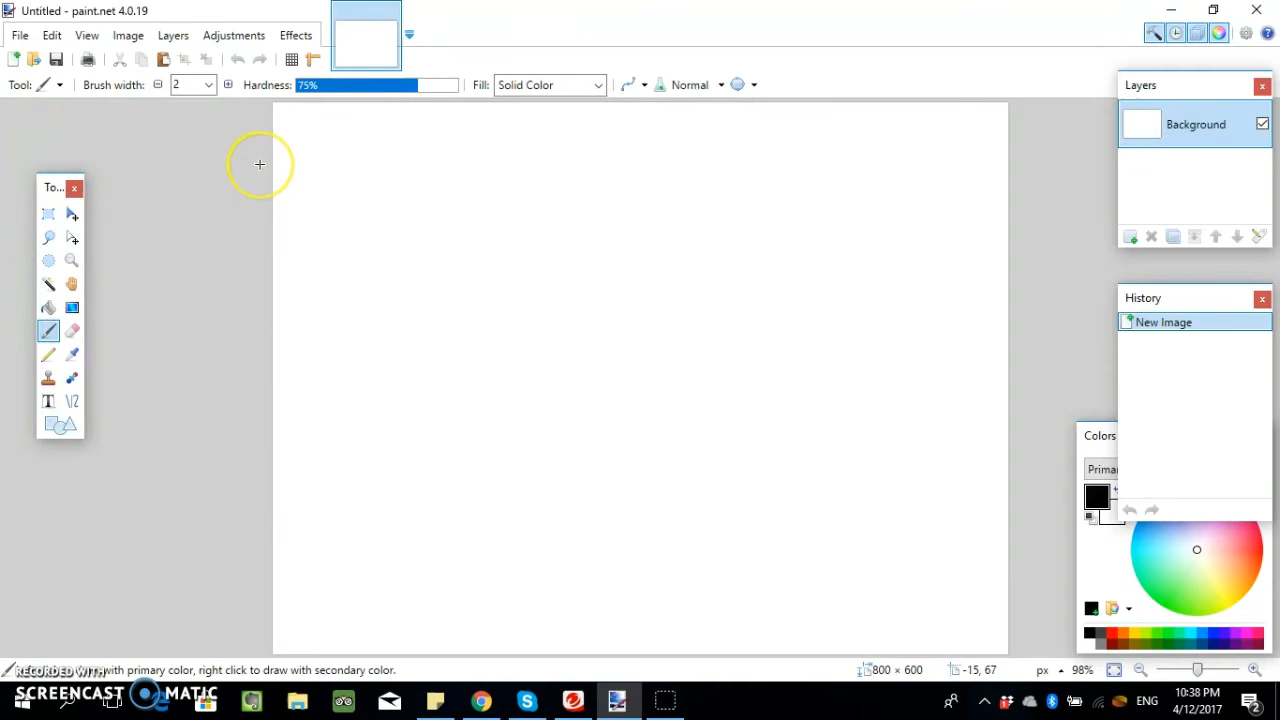 Untitled - paint.net 4.0.19
File Edit View Image Layers Adjustments Effects
Tool: Brush width: 2 Hardness: 75% Fill: Solid Color Normal
Layers
Background
To...
History
New Image
Colors
Primar
with primary color, right click to draw with secondary color.
800 × 600
-15, 67
px
98%
RECORDED WITH
SCREENCAST MATIC
ENG
10:38 PM
4/12/2017
2